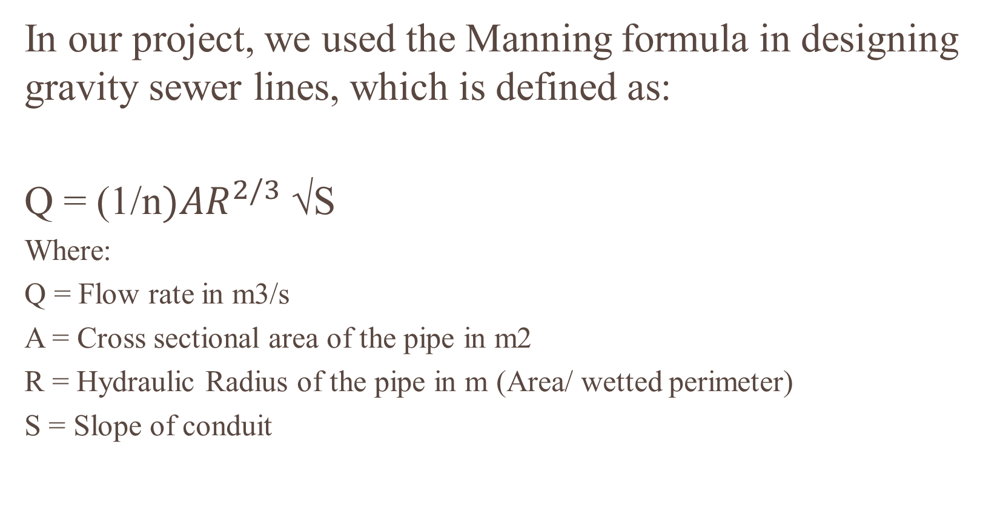 In our project, we used the Manning formula in designing
gravity sewer lines, which is defined as:
Q = (1/n)𝐴𝑅^{2/3} √S
Where:
Q = Flow rate in m3/s
A = Cross sectional area of the pipe in m2
R = Hydraulic Radius of the pipe in m (Area/ wetted perimeter)
S = Slope of conduit